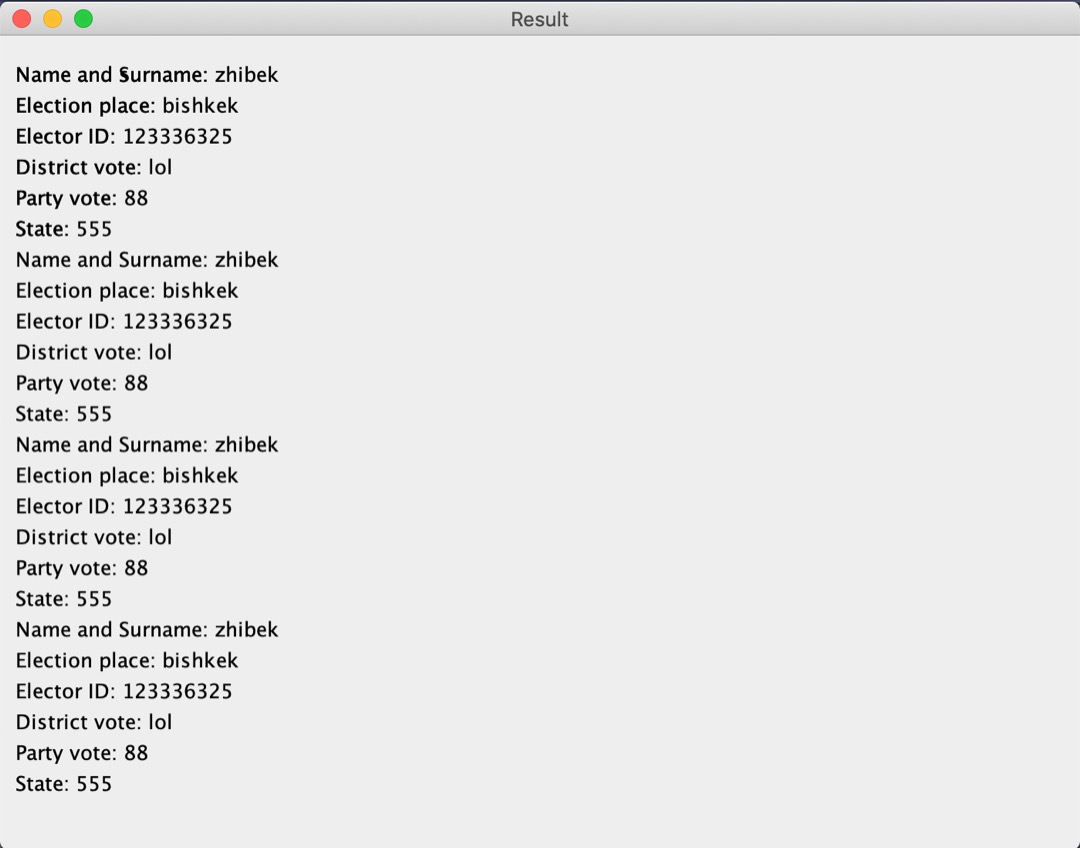 Result
Name and Surname: zhibek
Election place: bishkek
Elector ID: 123336325
District vote: lol
Party vote: 88
State: 555
Name and Surname: zhibek
Election place: bishkek
Elector ID: 123336325
District vote: lol
Party vote: 88
State: 555
Name and Surname: zhibek
Election place: bishkek
Elector ID: 123336325
District vote: lol
Party vote: 88
State: 555
Name and Surname: zhibek
Election place: bishkek
Elector ID: 123336325
District vote: lol
Party vote: 88
State: 555